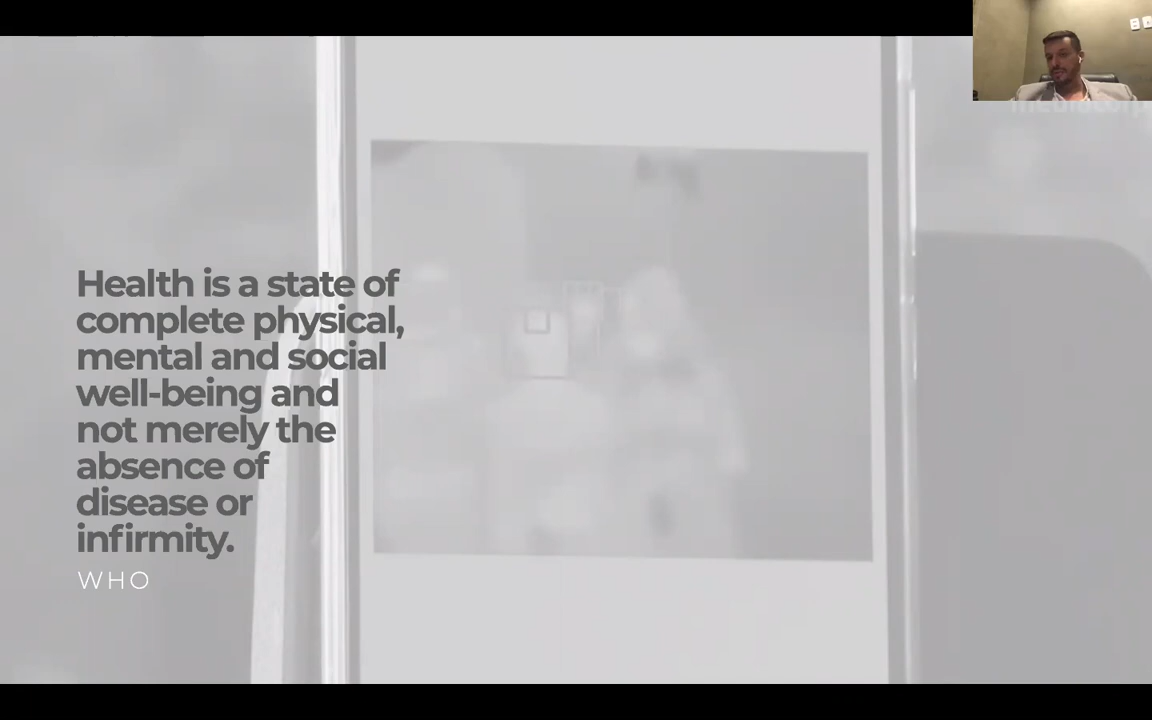 Health is a state of
complete physical,
mental and social
well-being and
not merely the
absence of
disease or
infirmity.
WHO